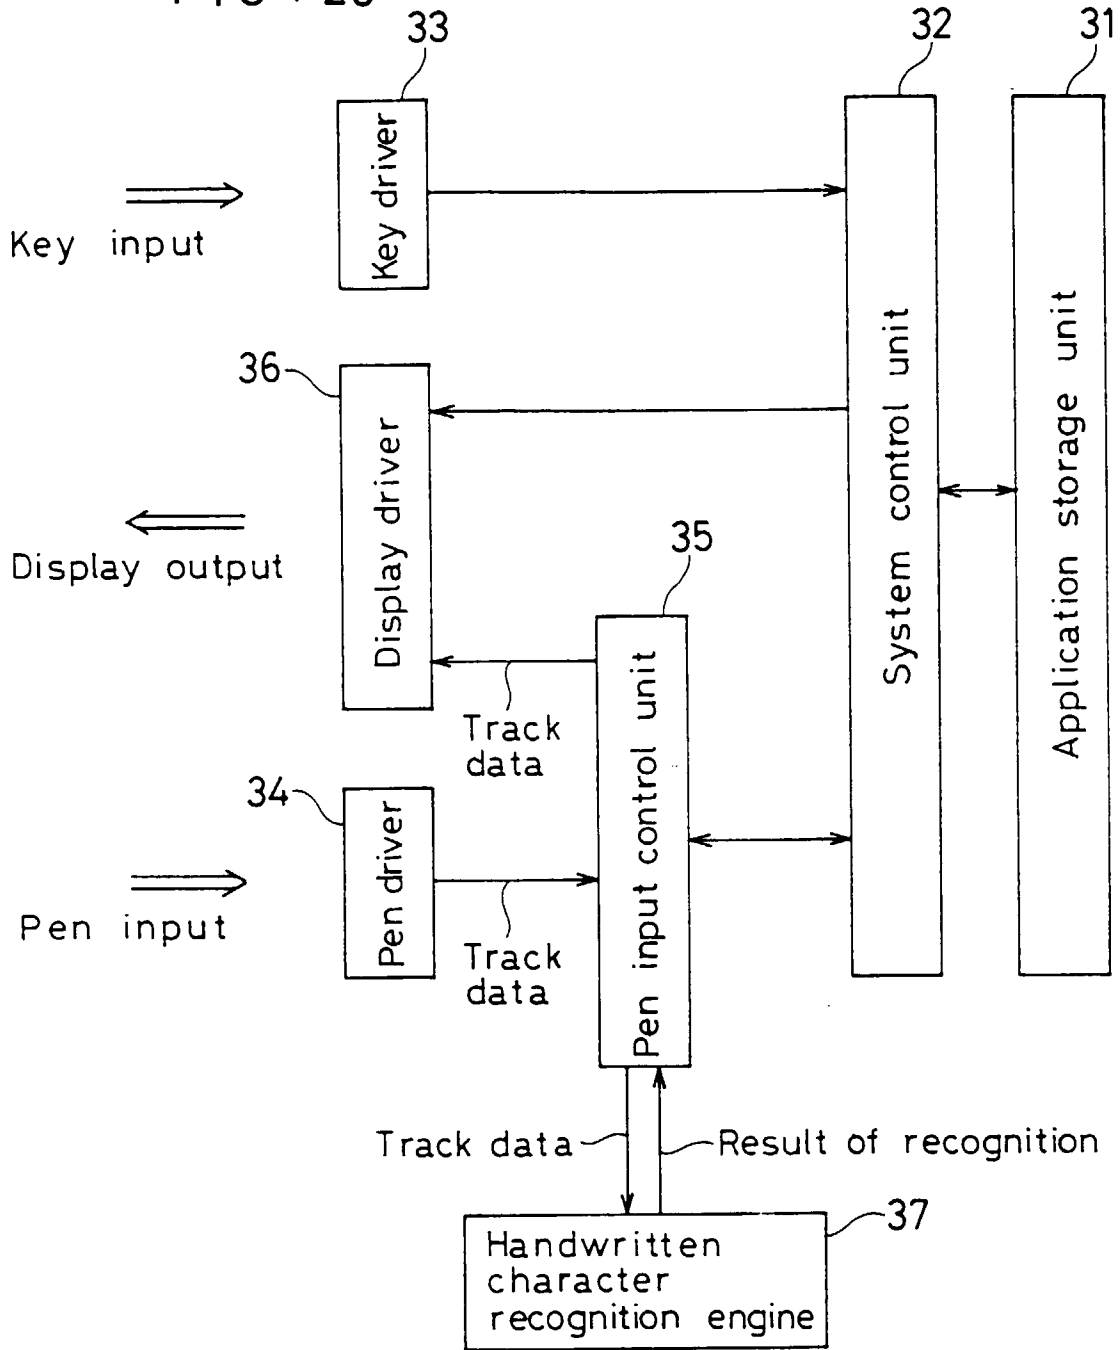 33
32
31
Key driver
Key input
36
System control unit
Application storage unit
Display driver
Display output
35
Track
data
Pen input control unit
34
Pen driver
Pen input
Track
data
Track data
Result of recognition
37
Handwritten
character
recognition engine